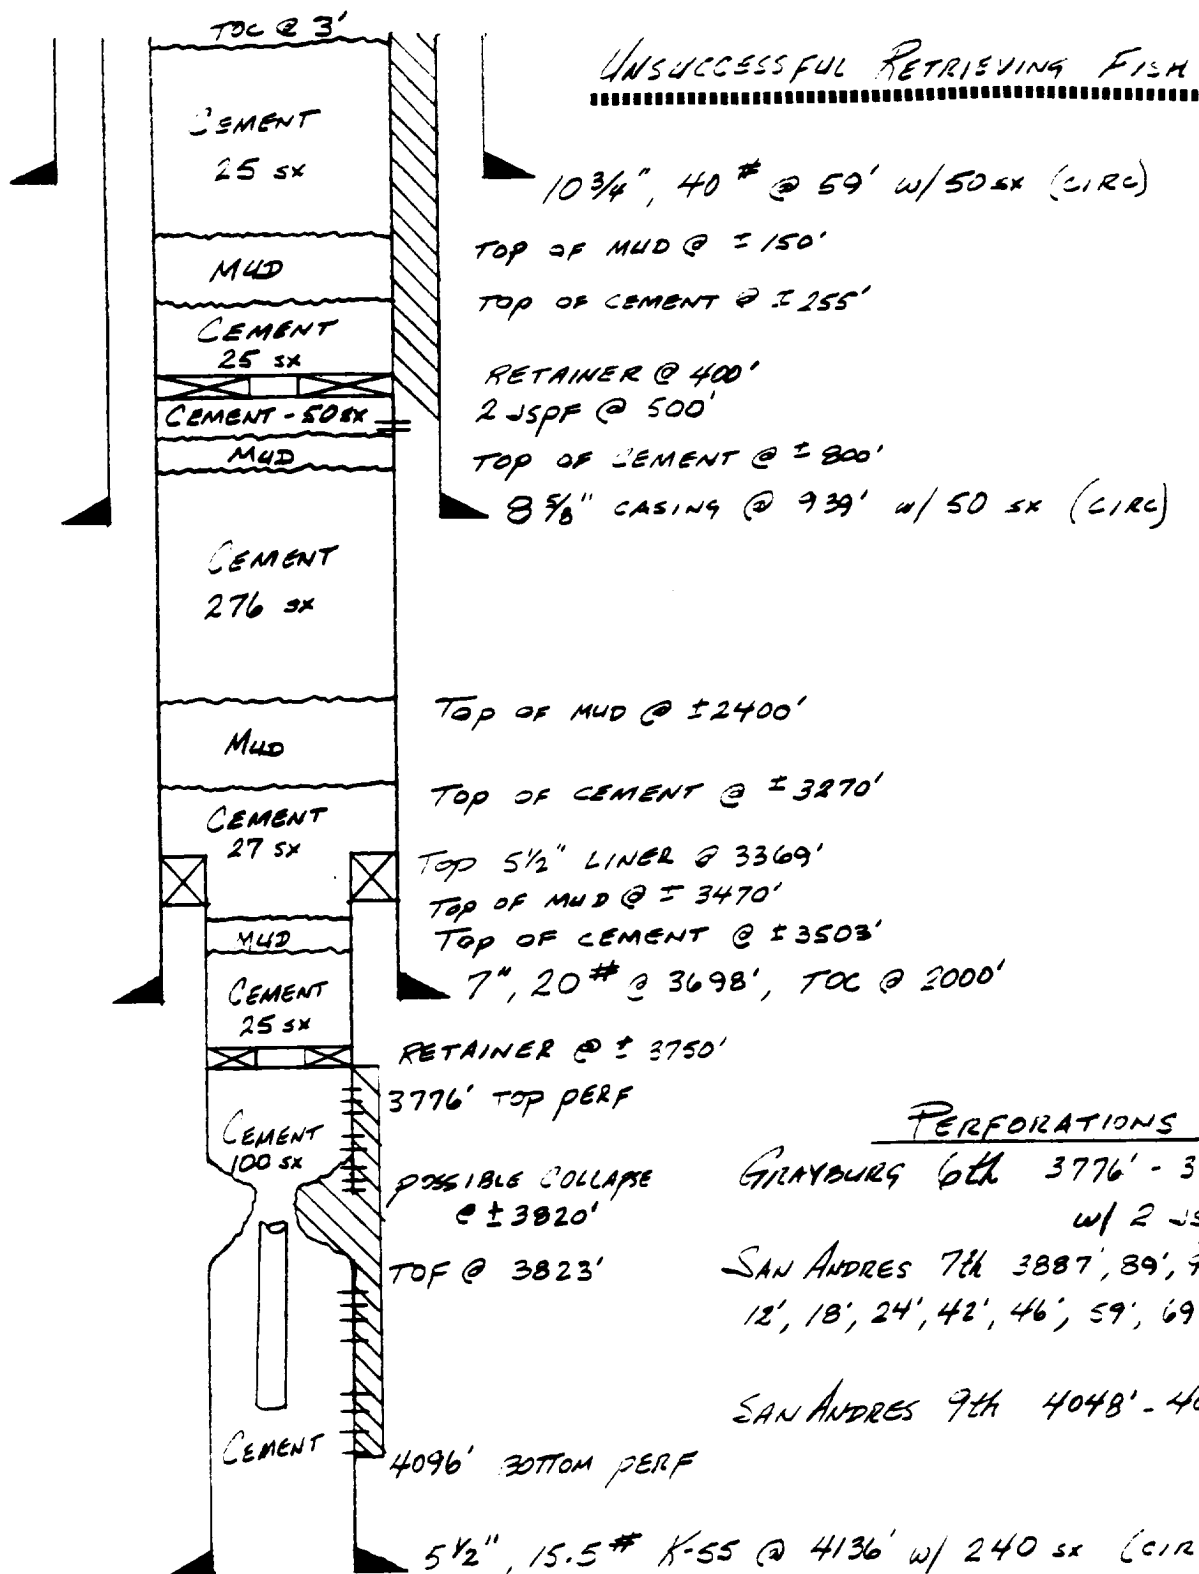 TOC @ 3'
UNSUCCESSFUL RETRIEVING FISH
CEMENT
25 sx
10 3/4", 40# @ 59' w/ 50 sx (CIRC)
TOP OF MUD @ ± 150'
MUD
TOP OF CEMENT @ ± 255'
CEMENT
25 sx
RETAINER @ 400'
CEMENT - 50 sx
2 JSPF @ 500'
MUD
TOP OF CEMENT @ ± 800'
8 5/8" CASING @ 939' w/ 50 sx (CIRC)
CEMENT
276 sx
TOP OF MUD @ ± 2400'
MUD
TOP OF CEMENT @ ± 3270'
CEMENT
27 sx
TOP 5 1/2" LINER @ 3369'
TOP OF MUD @ ± 3470'
MUD
TOP OF CEMENT @ ± 3503'
7", 20# @ 3698', TOC @ 2000'
CEMENT
25 sx
RETAINER @ ± 3750'
3776' TOP PERF
CEMENT
100 sx
PERFORATIONS
POSSIBLE COLLAPSE
@ ± 3820'
GRAYBURG 6th 3776' - 3
w/ 2 JS
TOF @ 3823'
SAN ANDRES 7th 3887', 89',
12', 18', 24', 42', 46', 59', 69
SAN ANDRES 9th 4048' - 40
CEMENT
4096' BOTTOM PERF
5 1/2", 15.5# K-55 @ 4136' w/ 240 sx (CIR